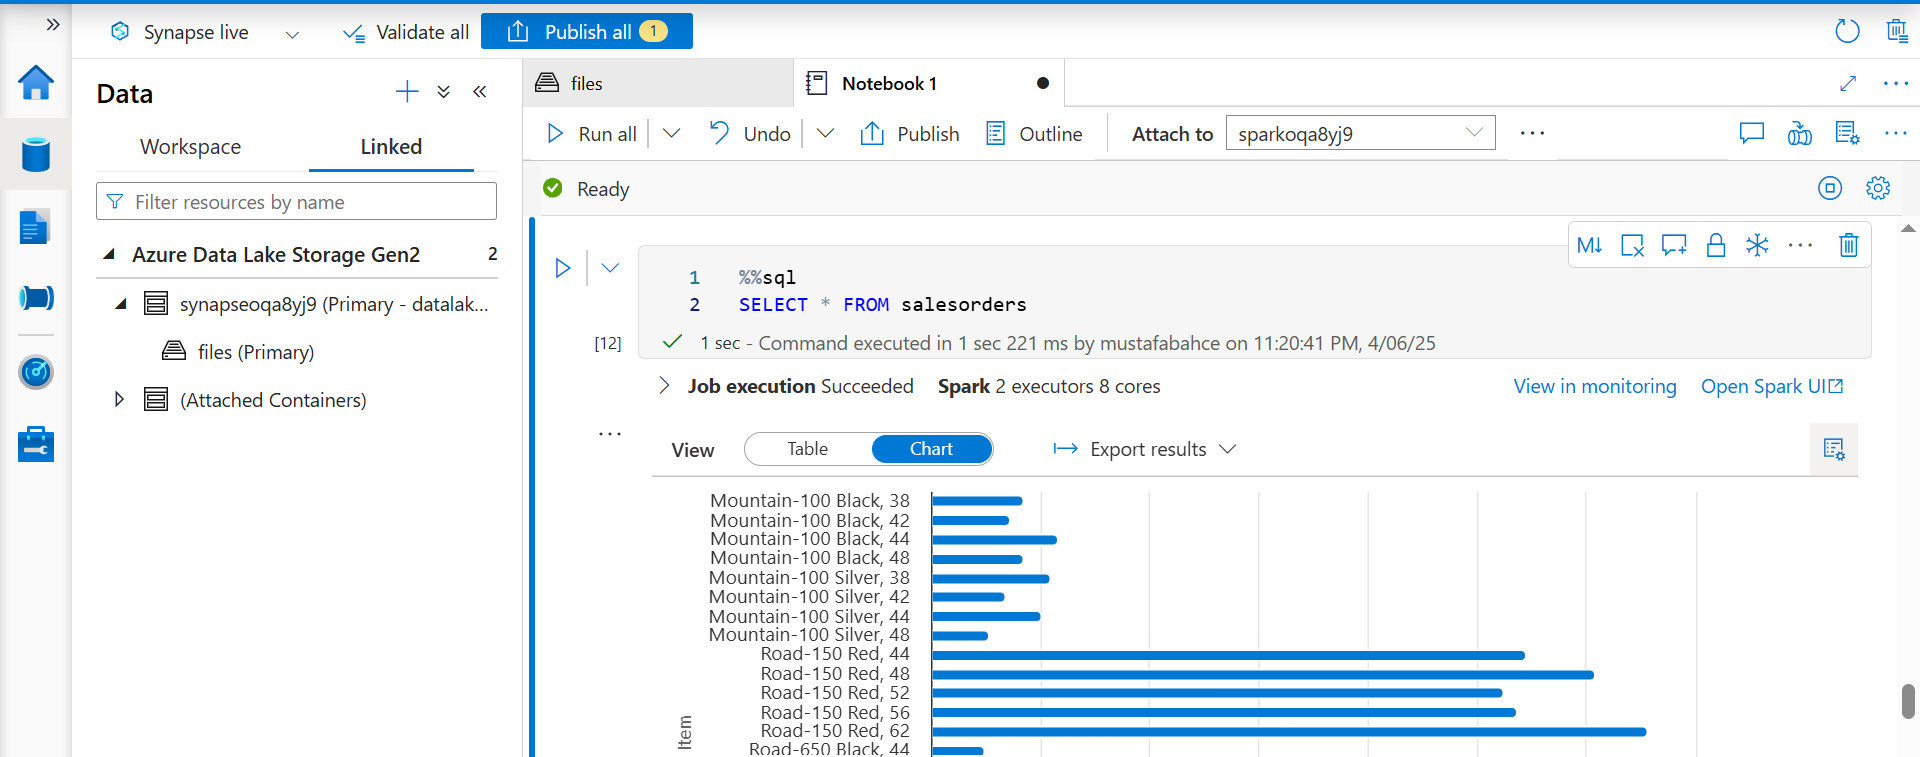 Synapse live
Validate all
Publish all 1
Data
Workspace
Linked
Filter resources by name
Azure Data Lake Storage Gen2 2
synapseoqa8yj9 (Primary - datalak...
files (Primary)
(Attached Containers)
files
Notebook 1
Run all
Undo
Publish
Outline
Attach to
sparkoqa8yj9
Ready
M↓
1 %%sql
2 SELECT * FROM salesorders
[12]
1 sec - Command executed in 1 sec 221 ms by mustafabahce on 11:20:41 PM, 4/06/25
Job execution Succeeded Spark 2 executors 8 cores
View in monitoring
Open Spark UI
View
Table
Chart
Export results
Mountain-100 Black, 38
Mountain-100 Black, 42
Mountain-100 Black, 44
Mountain-100 Black, 48
Mountain-100 Silver, 38
Mountain-100 Silver, 42
Mountain-100 Silver, 44
Mountain-100 Silver, 48
Road-150 Red, 44
Road-150 Red, 48
Road-150 Red, 52
Road-150 Red, 56
Road-150 Red, 62
Road-650 Black, 44
Item